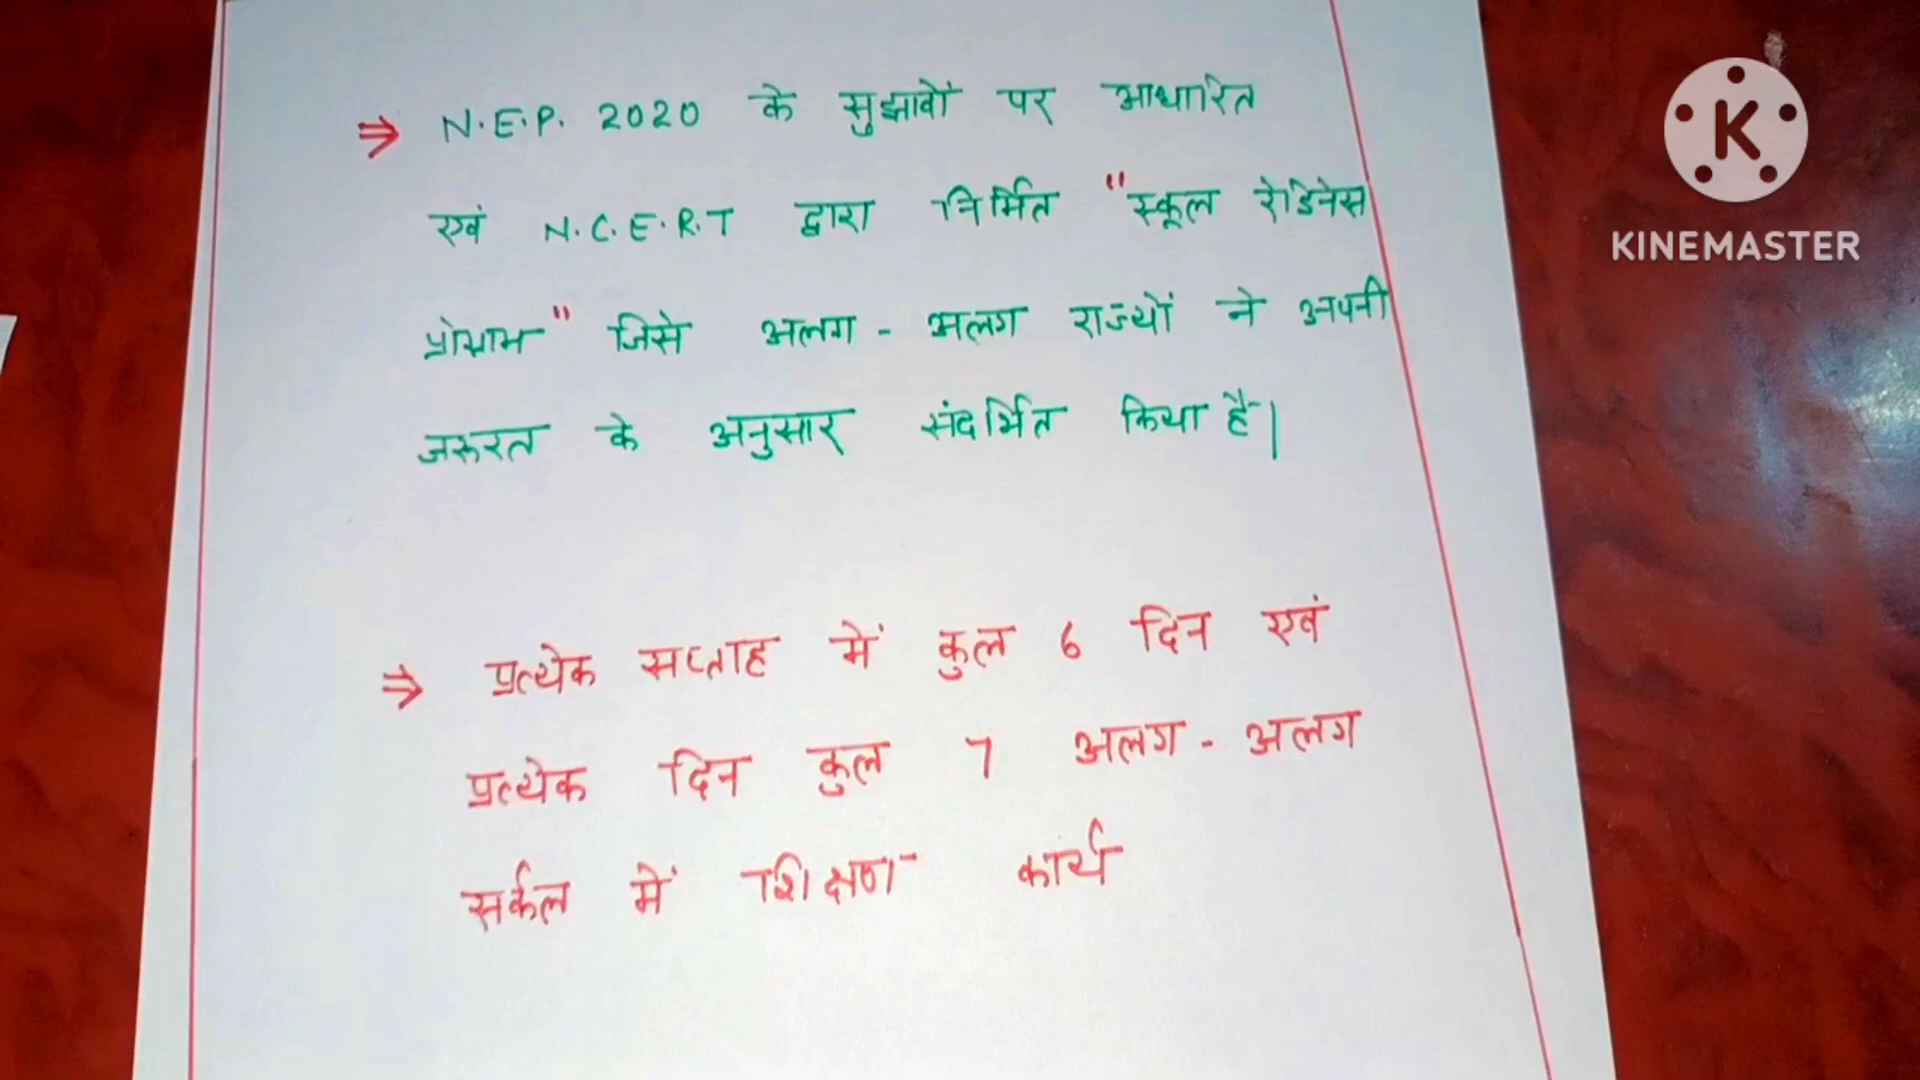 ⇒ N.E.P. 2020 के सुझावों पर आधारित
एवं N.C.E.R.T द्वारा निर्मित "स्कूल रेडिनेस
प्रोग्राम" जिसे अलग - अलग राज्यों ने अपनी
जरूरत के अनुसार संदर्भित किया है।
⇒ प्रत्येक सप्ताह में कुल 6 दिन एवं
प्रत्येक दिन कुल 7 अलग - अलग
सर्कल में शिक्षण कार्य
K
KINEMASTER